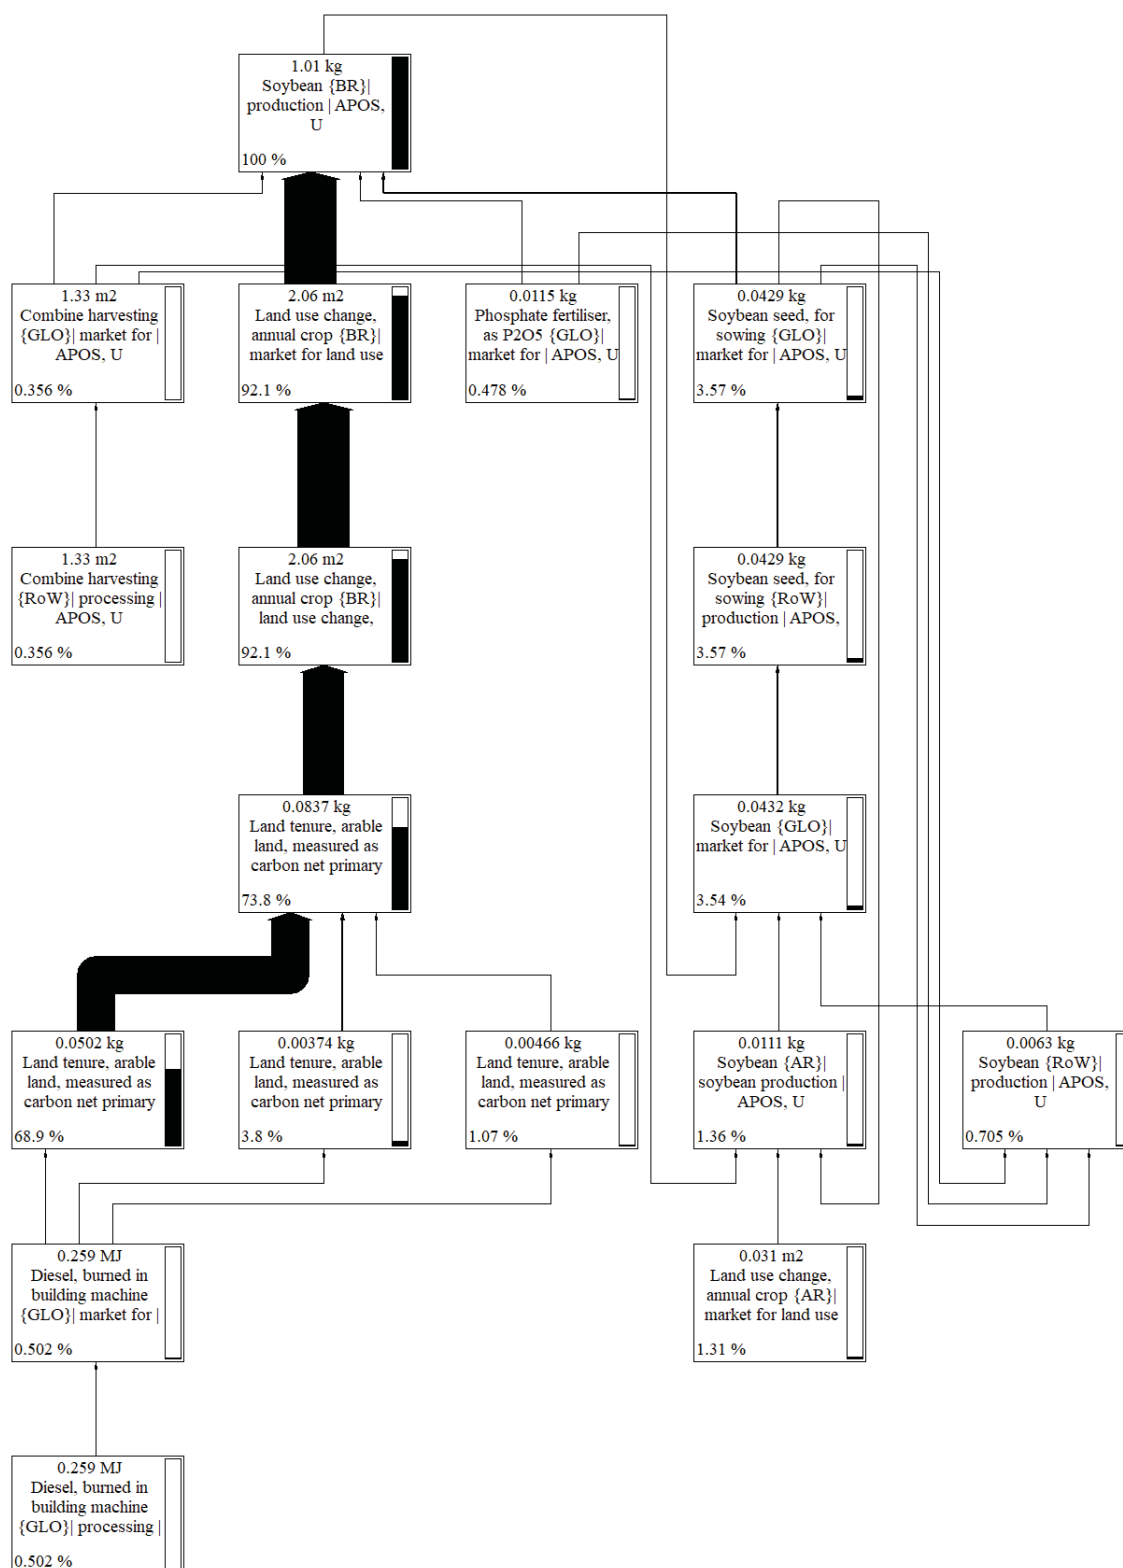 1.01 kg
Soybean {BR}|
production | APOS,
U
100 %
1.33 m2
Combine harvesting
{GLO}| market for |
APOS, U
0.356 %
2.06 m2
Land use change,
annual crop {BR}|
market for land use
92.1 %
0.0115 kg
Phosphate fertiliser,
as P2O5 {GLO}|
market for | APOS, U
0.478 %
0.0429 kg
Soybean seed, for
sowing {GLO}|
market for | APOS, U
3.57 %
1.33 m2
Combine harvesting
{RoW}| processing |
APOS, U
0.356 %
2.06 m2
Land use change,
annual crop {BR}|
land use change,
92.1 %
0.0429 kg
Soybean seed, for
sowing {RoW}|
production | APOS,
3.57 %
0.0837 kg
Land tenure, arable
land, measured as
carbon net primary
73.8 %
0.0432 kg
Soybean {GLO}|
market for | APOS, U
3.54 %
0.0502 kg
Land tenure, arable
land, measured as
carbon net primary
68.9 %
0.00374 kg
Land tenure, arable
land, measured as
carbon net primary
3.8 %
0.00466 kg
Land tenure, arable
land, measured as
carbon net primary
1.07 %
0.0111 kg
Soybean {AR}|
soybean production |
APOS, U
1.36 %
0.0063 kg
Soybean {RoW}|
production | APOS,
U
0.705 %
0.259 MJ
Diesel, burned in
building machine
{GLO}| market for |
0.502 %
0.031 m2
Land use change,
annual crop {AR}|
market for land use
1.31 %
0.259 MJ
Diesel, burned in
building machine
{GLO}| processing |
0.502 %